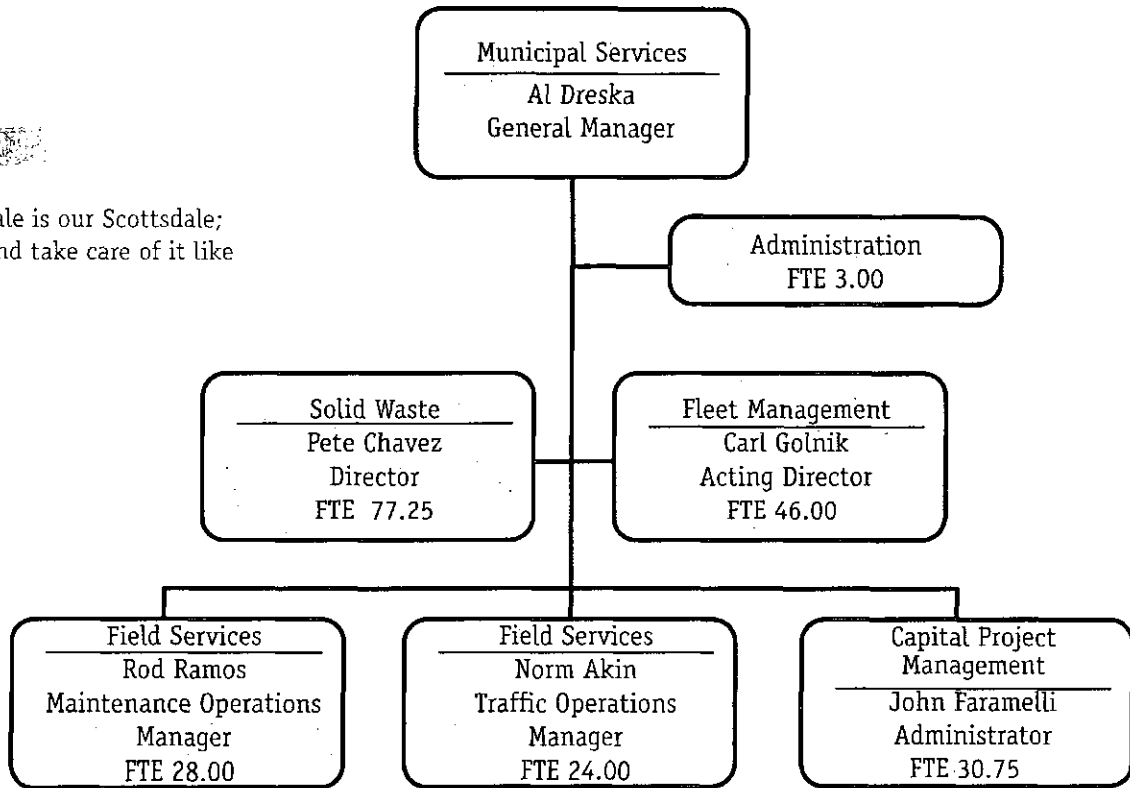 Municipal Services
Al Dreska
General Manager
ale is our Scottsdale;
nd take care of it like
Administration
FTE 3.00
Solid Waste
Pete Chavez
Director
FTE 77.25
Fleet Management
Carl Golnik
Acting Director
FTE 46.00
Field Services
Rod Ramos
Maintenance Operations
Manager
FTE 28.00
Field Services
Norm Akin
Traffic Operations
Manager
FTE 24.00
Capital Project
Management
John Faramelli
Administrator
FTE 30.75